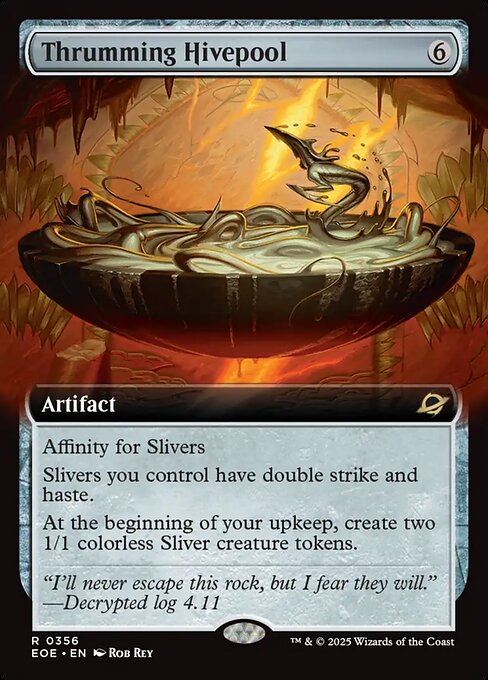 Thrumming Hivepool 6
Artifact
Affinity for Slivers
Slivers you control have double strike and
haste.
At the beginning of your upkeep, create two
1/1 colorless Sliver creature tokens.
“I’ll never escape this rock, but I fear they will.”
—Decrypted log 4.11
R 0356
EOE • EN Rob Rey
™ & © 2025 Wizards of the Coast